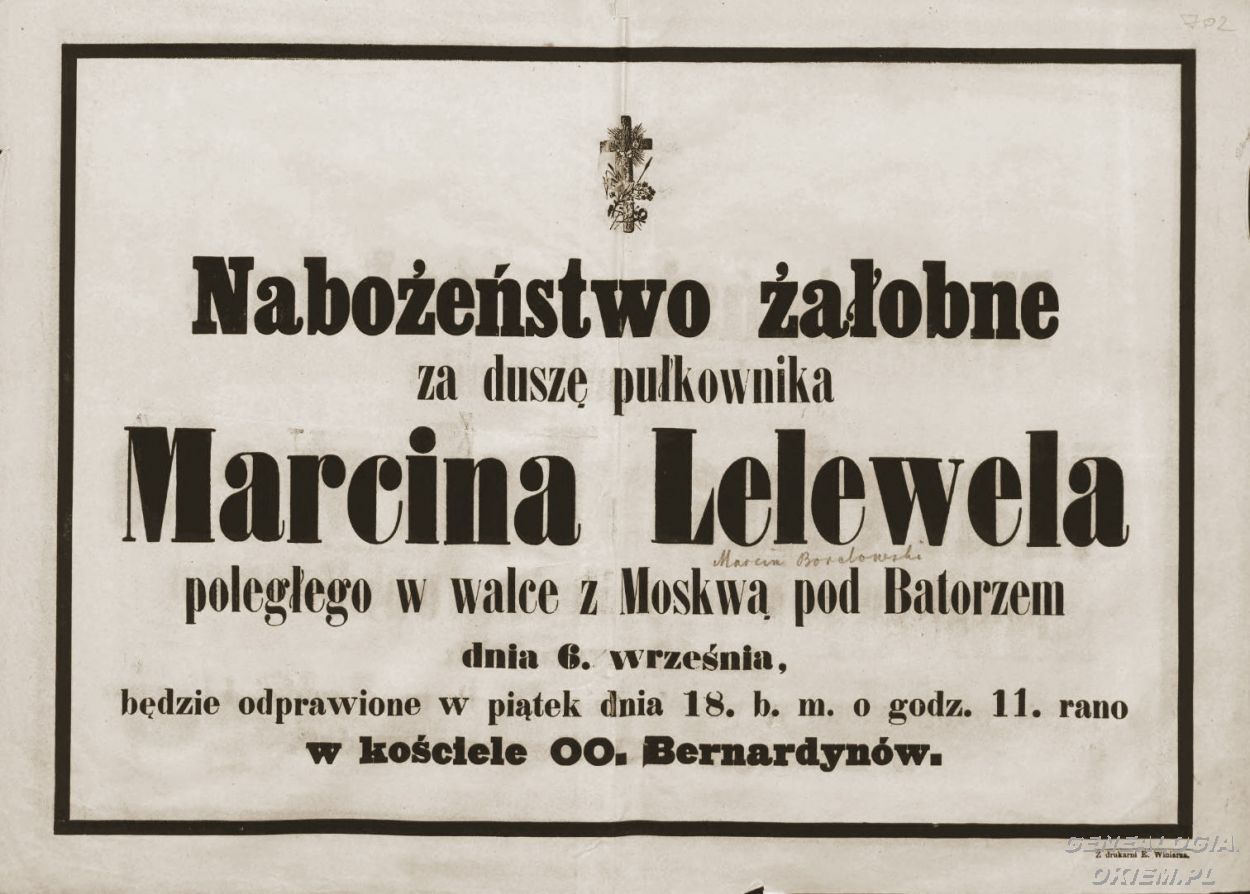 702
Nabożeństwo żałobne
za duszę pułkownika
Marcina Lelewela
Marcin Borelowski
poległego w walce z Moskwą pod Batorzem
dnia 6. września,
będzie odprawione w piątek dnia 18. b. m. o godz. 11. rano
w kościele OO. Bernardynów.
Z drukarni E. Winiarza.
GENEALOGIA
OKIEM.PL